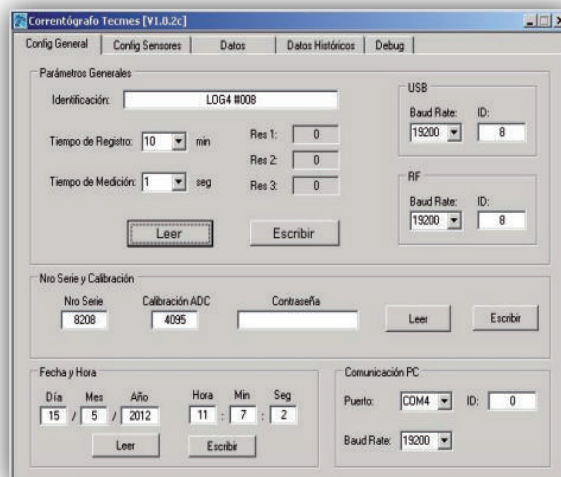 Correntógrafo Tecmes [V1.0.2c]
Config General Config Sensores Datos Datos Históricos Debug
Parámetros Generales
Identificación: LOG4 #008
Tiempo de Registro: 10 min
Tiempo de Medición: 1 seg
Res 1: 0
Res 2: 0
Res 3: 0
Leer Escribir
USB
Baud Rate: ID:
19200 8
RF
Baud Rate: ID:
19200 8
Nro Serie y Calibración
Nro Serie Calibración ADC Contraseña
8208 4095 Leer Escribir
Fecha y Hora
Día Mes Año Hora Min Seg
15 / 5 / 2012 11 : 7 : 2
Leer Escribir
Comunicación PC
Puerto: COM4 ID: 0
Baud Rate: 19200